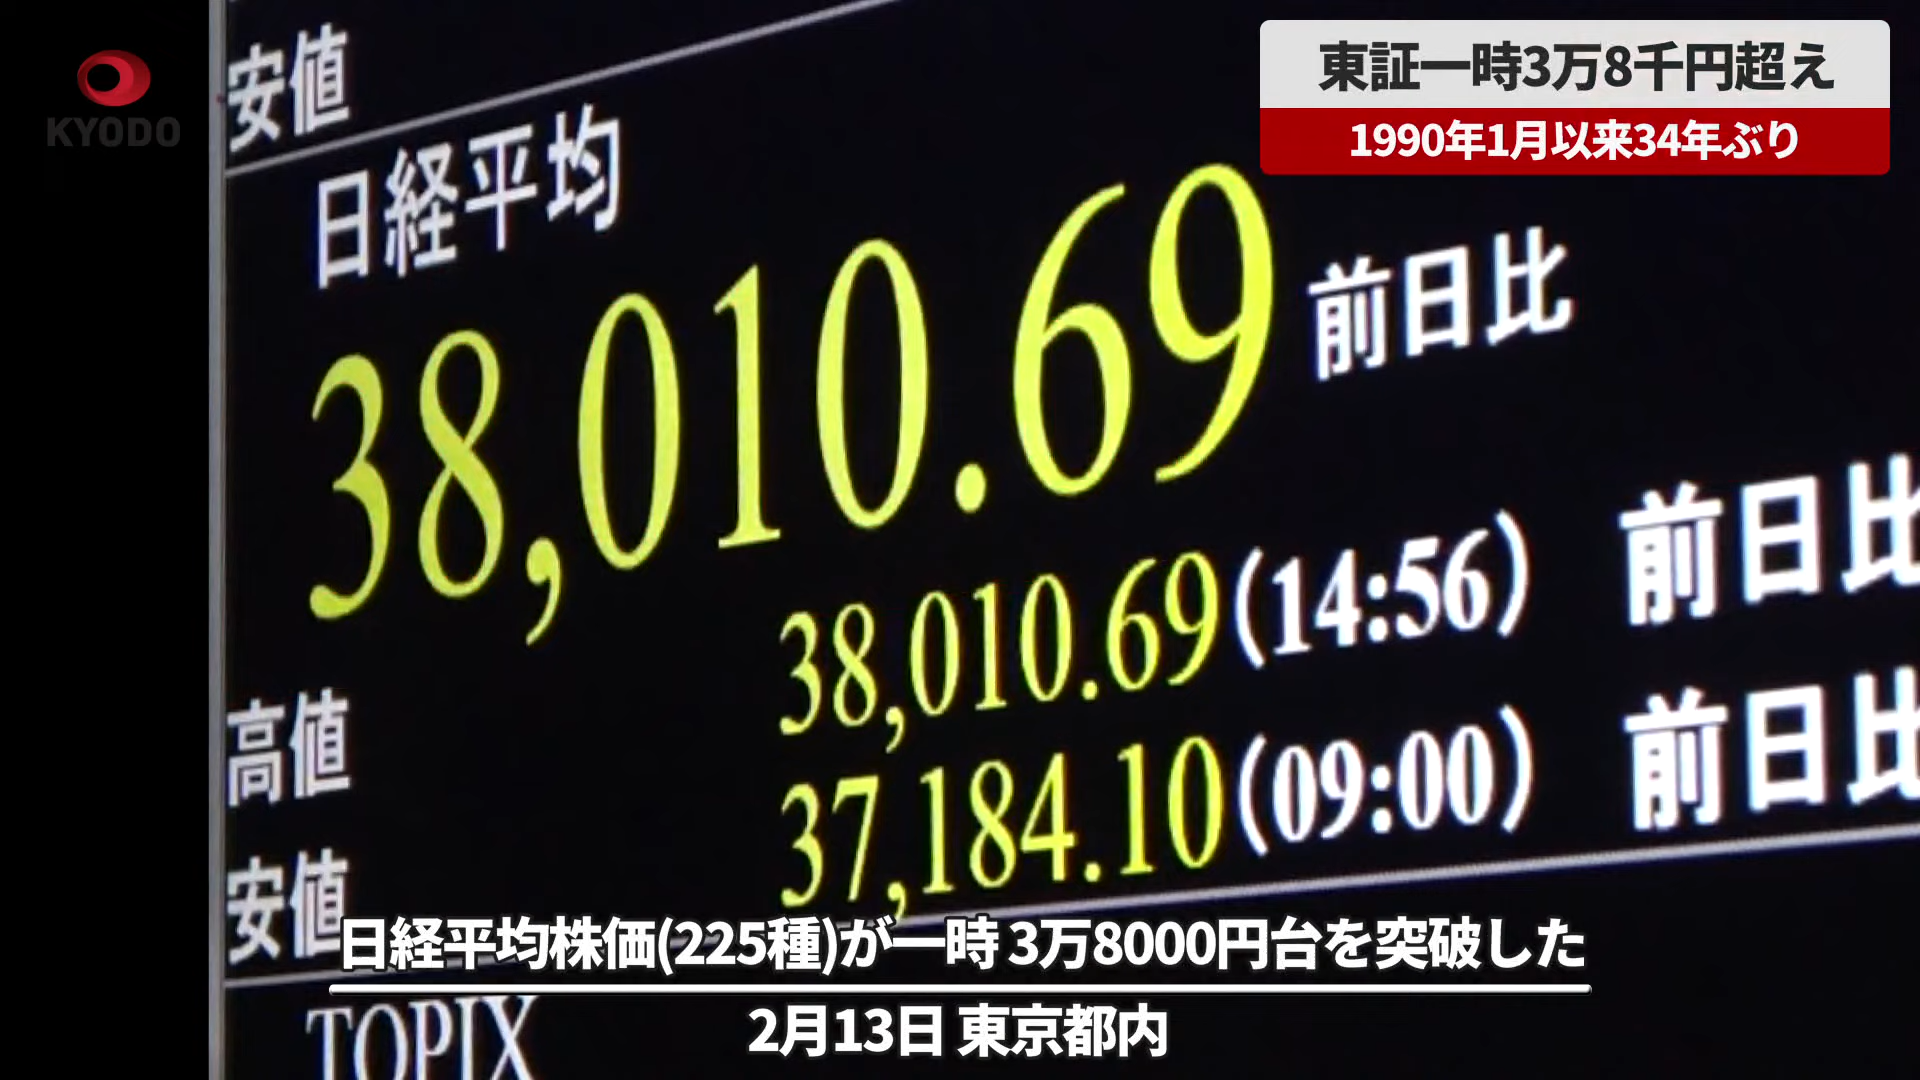 KYODO
東証一時3万8千円超え
1990年1月以来34年ぶり
安値
日経平均
38,010.69 前日比
高値 38,010.69 (14:56) 前日比
安値 37,184.10 (09:00) 前日比
TOPIX
日経平均株価(225種)が一時 3万8000円台を突破した
2月13日 東京都内